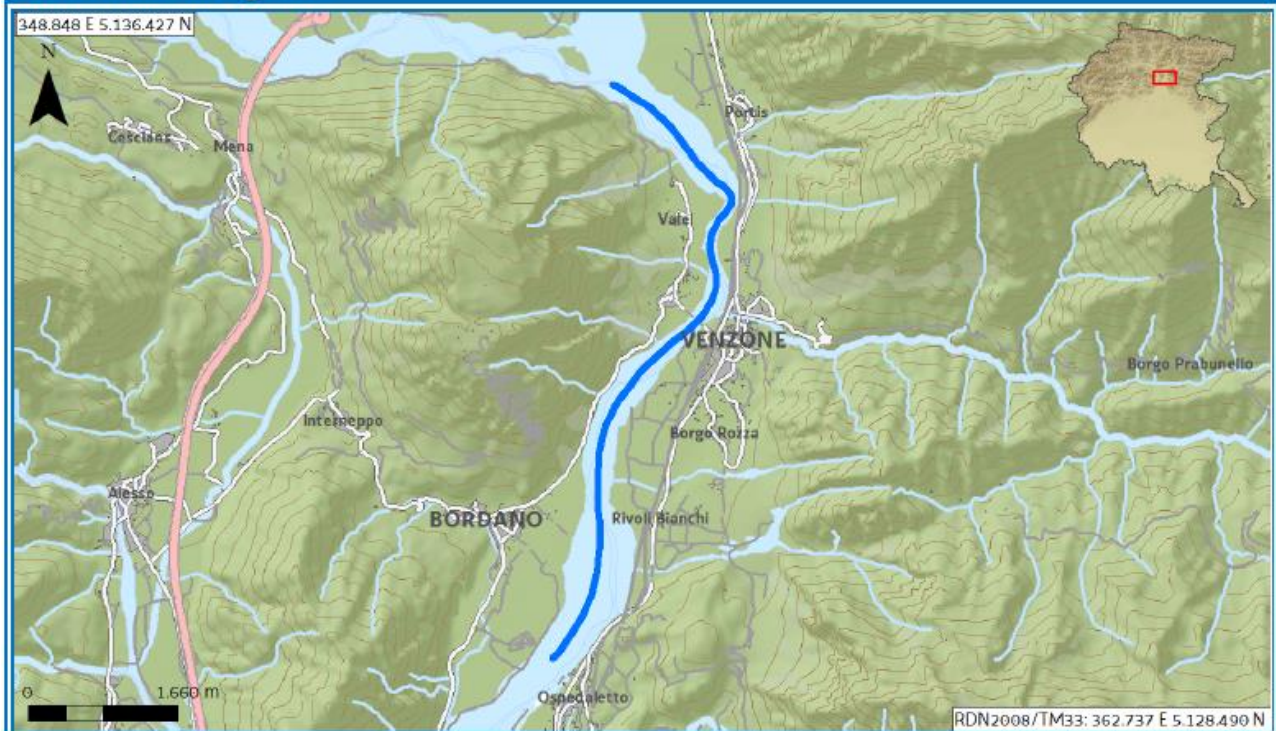 348.848 E 5.136.427 N
N
Portis
Cesclans
Mena
Vale
VENZONE
Borgo Prabunello
Interneppo
Borgo Rozza
Alesso
BORDANO
Rivoli Bianchi
0 1.660 m
Ospedaletto
RDN2008/TM33: 362.737 E 5.128.490 N